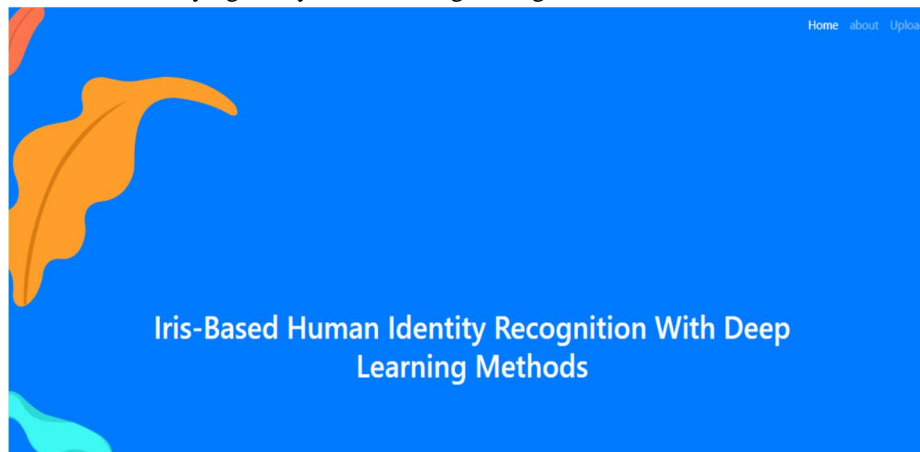 Home about
Iris-Based Human Identity Recognition With Deep
Learning Methods